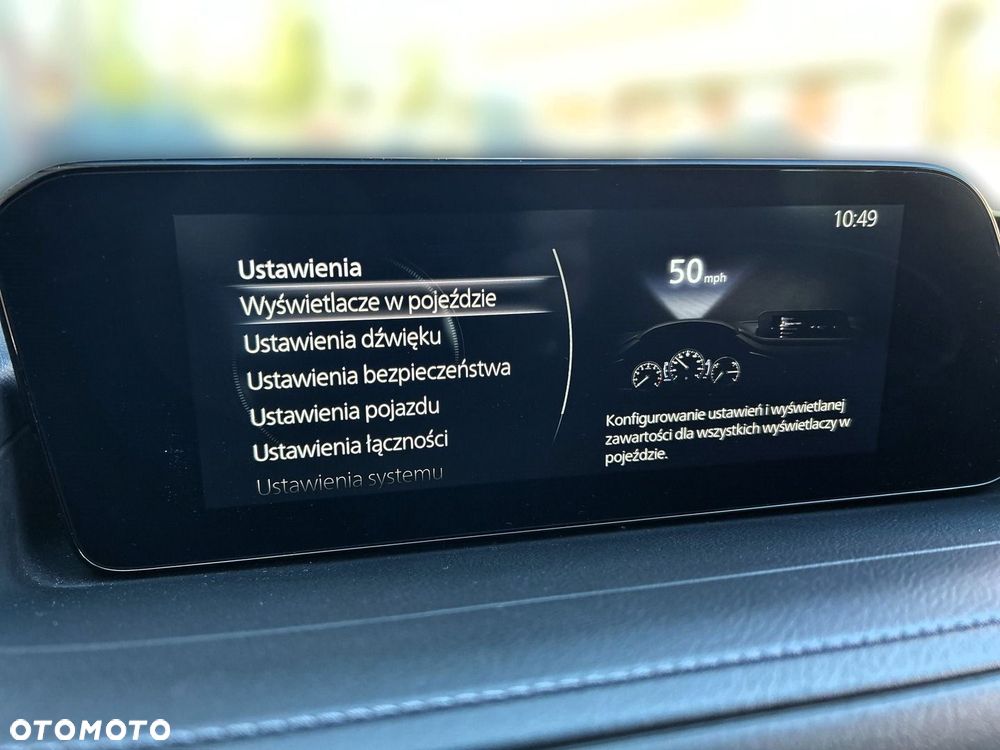 10:49
Ustawienia
Wyświetlacze w pojeździe
Ustawienia dźwięku
Ustawienia bezpieczeństwa
Ustawienia pojazdu
Ustawienia łączności
Ustawienia systemu
50 mph
Konfigurowanie ustawień i wyświetlanej
zawartości dla wszystkich wyświetlaczy w
pojeździe.
OTOMOTO